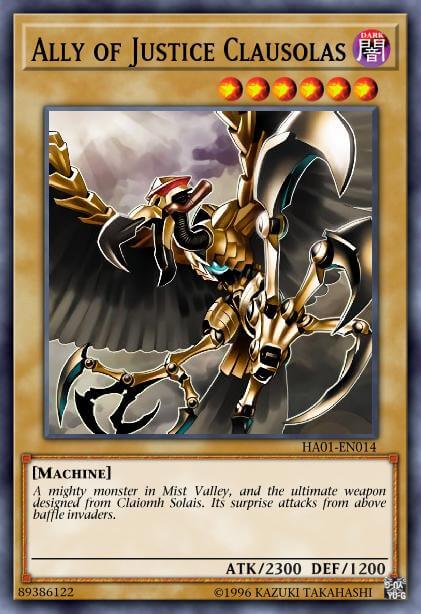 ALLY OF JUSTICE CLAUSOLAS
DARK
闇
HA01-EN014
[MACHINE]
A mighty monster in Mist Valley, and the ultimate weapon
designed from Claiomh Solais. Its surprise attacks from above
baffle invaders.
ATK/2300 DEF/1200
89386122
©1996 KAZUKI TAKAHASHI